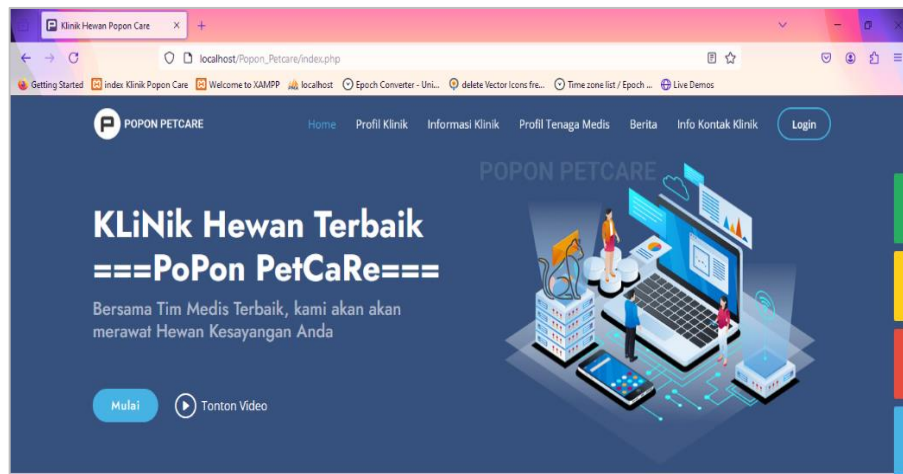 Klinik Hewan Popon Care
localhost/Popon_Petcare/index.php
Getting Started index Klinik Popon Care Welcome to XAMPP localhost Epoch Converter - Uni... delete Vector Icons fre... Time zone list / Epoch ... Live Demos
POPON PETCARE Home Profil Klinik Informasi Klinik Profil Tenaga Medis Berita Info Kontak Klinik Login
POPON PETCARE
KLiNik Hewan Terbaik
===PoPon PetCaRe===
Bersama Tim Medis Terbaik, kami akan akan
merawat Hewan Kesayangan Anda
Mulai Tonton Video